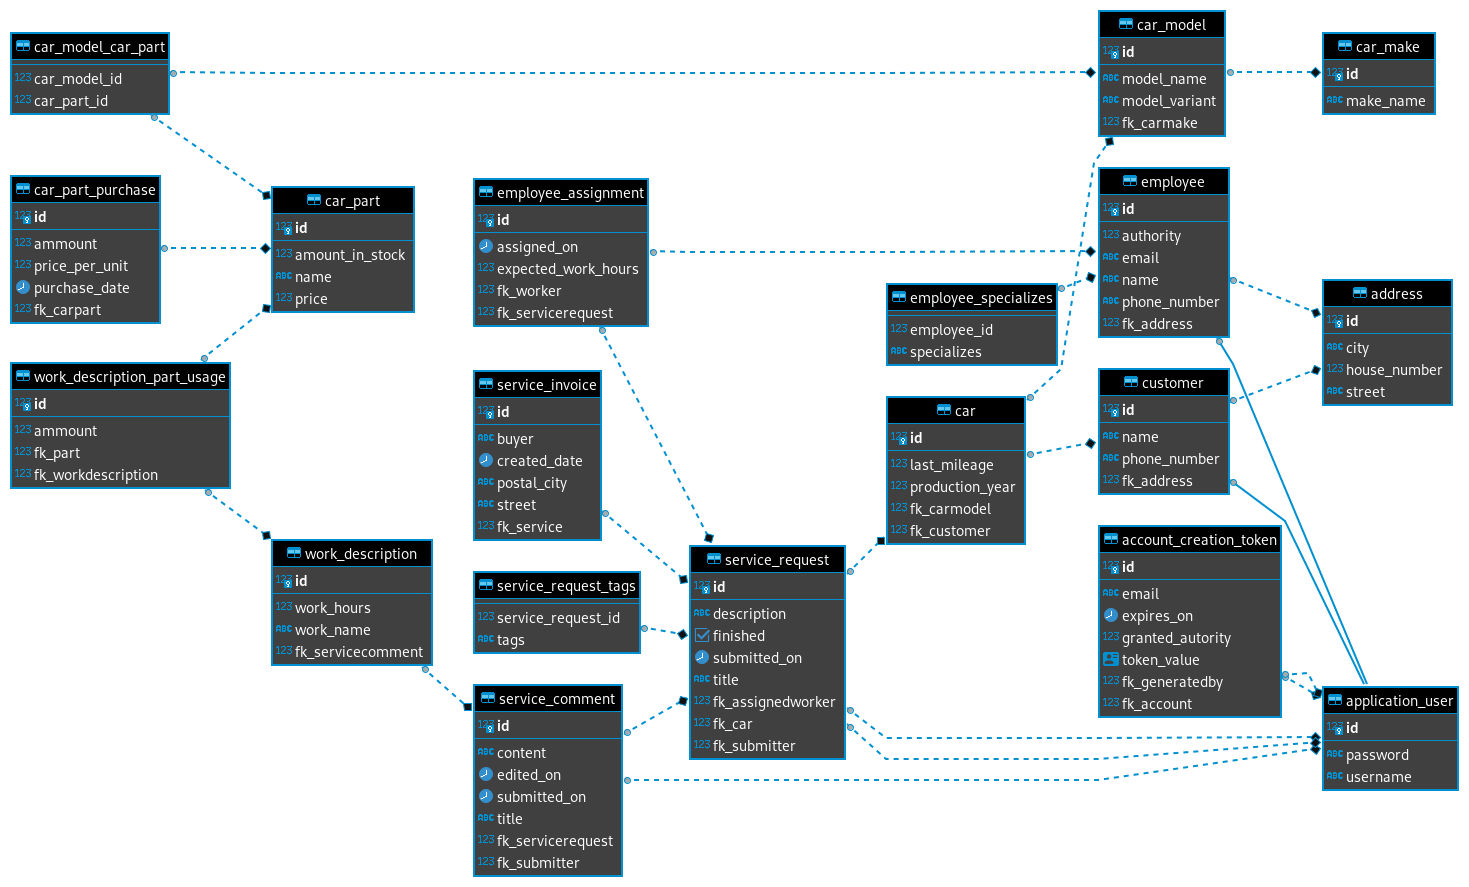 car_model_car_part
car_model_id
car_part_id
car_part_purchase
id
ammount
price_per_unit
purchase_date
fk_carpart
work_description_part_usage
id
ammount
fk_part
fk_workdescription
car_part
id
amount_in_stock
name
price
work_description
id
work_hours
work_name
fk_servicecomment
employee_assignment
id
assigned_on
expected_work_hours
fk_worker
fk_servicerequest
service_invoice
id
buyer
created_date
postal_city
street
fk_service
service_request_tags
service_request_id
tags
service_comment
id
content
edited_on
submitted_on
title
fk_servicerequest
fk_submitter
service_request
id
description
finished
submitted_on
title
fk_assignedworker
fk_car
fk_submitter
employee_specializes
employee_id
specializes
car
id
last_mileage
production_year
fk_carmodel
fk_customer
car_model
id
model_name
model_variant
fk_carmake
employee
id
authority
email
name
phone_number
fk_address
customer
id
name
phone_number
fk_address
account_creation_token
id
email
expires_on
granted_autority
token_value
fk_generatedby
fk_account
car_make
id
make_name
address
id
city
house_number
street
application_user
id
password
username